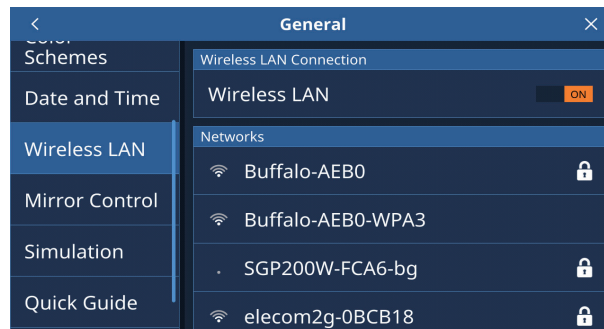 General
Color
Schemes
Date and Time
Wireless LAN
Mirror Control
Simulation
Quick Guide
Wireless LAN Connection
Wireless LAN
ON
Networks
Buffalo-AEB0
Buffalo-AEB0-WPA3
SGP200W-FCA6-bg
elecom2g-0BCB18